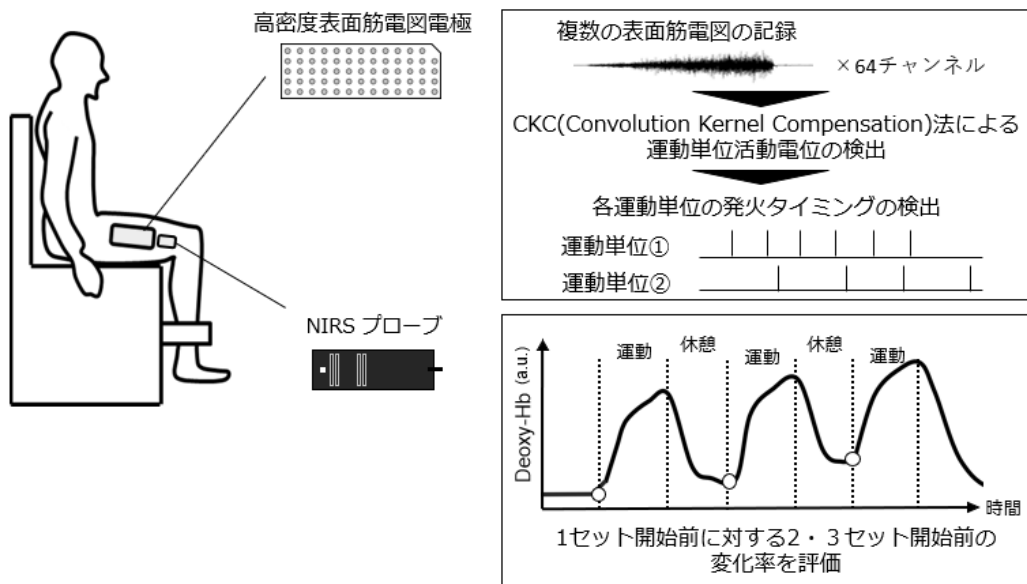 高密度表面筋電図電極
NIRS プローブ
複数の表面筋電図の記録
×64チャンネル
CKC(Convolution Kernel Compensation)法による
運動単位活動電位の検出
各運動単位の発火タイミングの検出
運動単位①
運動単位②
運動
休憩
運動
休憩
運動
Deoxy-Hb (a.u.)
時間
1セット開始前に対する2・３セット開始前の
変化率を評価